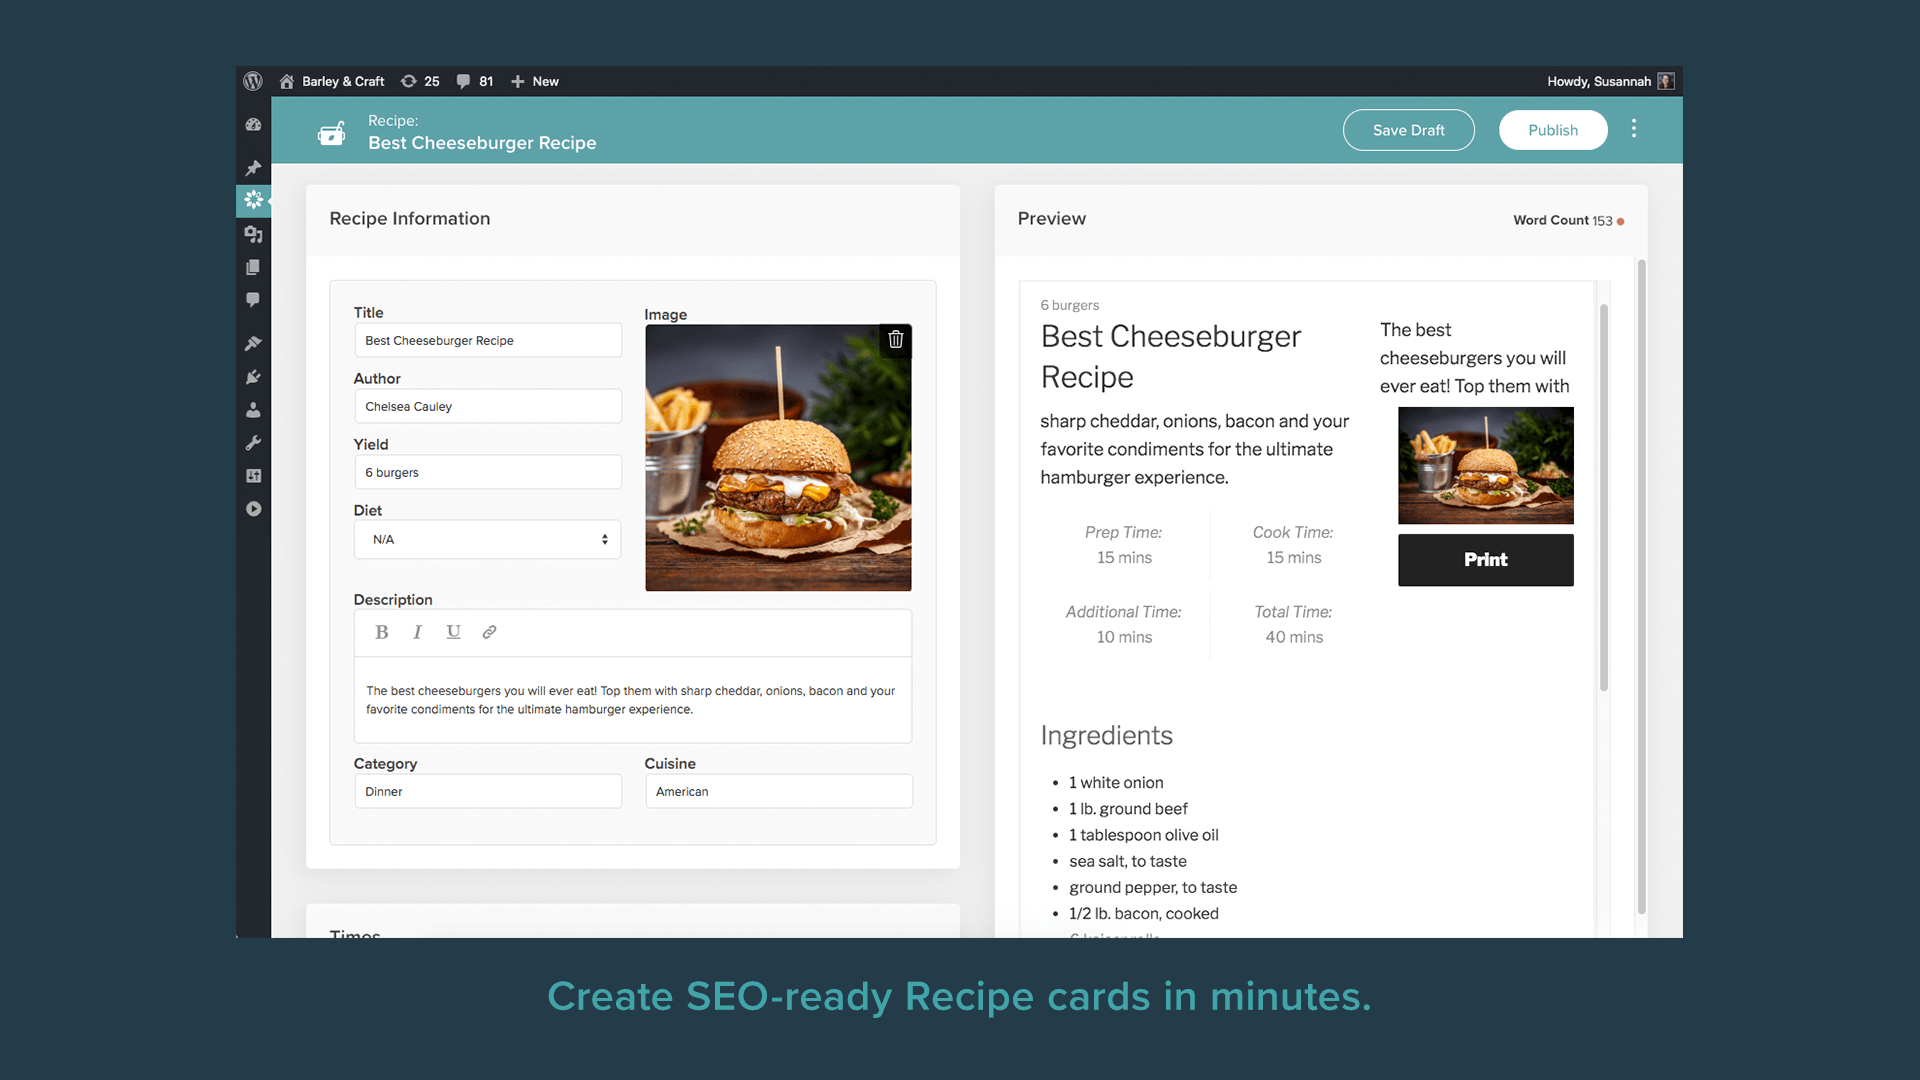 Barley & Craft 25 81 New Howdy, Susannah
Recipe:
Best Cheeseburger Recipe
Save Draft Publish
Recipe Information
Title
Best Cheeseburger Recipe
Author
Chelsea Cauley
Yield
6 burgers
Diet
N/A
Image
Description
B I U
The best cheeseburgers you will ever eat! Top them with sharp cheddar, onions, bacon and your
favorite condiments for the ultimate hamburger experience.
Category
Dinner
Cuisine
American
Times
Preview
Word Count 153
6 burgers
Best Cheeseburger
Recipe
The best
cheeseburgers you will
ever eat! Top them with
sharp cheddar, onions, bacon and your
favorite condiments for the ultimate
hamburger experience.
Print
Prep Time:
15 mins
Cook Time:
15 mins
Additional Time:
10 mins
Total Time:
40 mins
Ingredients
1 white onion
1 lb. ground beef
1 tablespoon olive oil
sea salt, to taste
ground pepper, to taste
1/2 lb. bacon, cooked
6 kaiser rolls
Create SEO-ready Recipe cards in minutes.